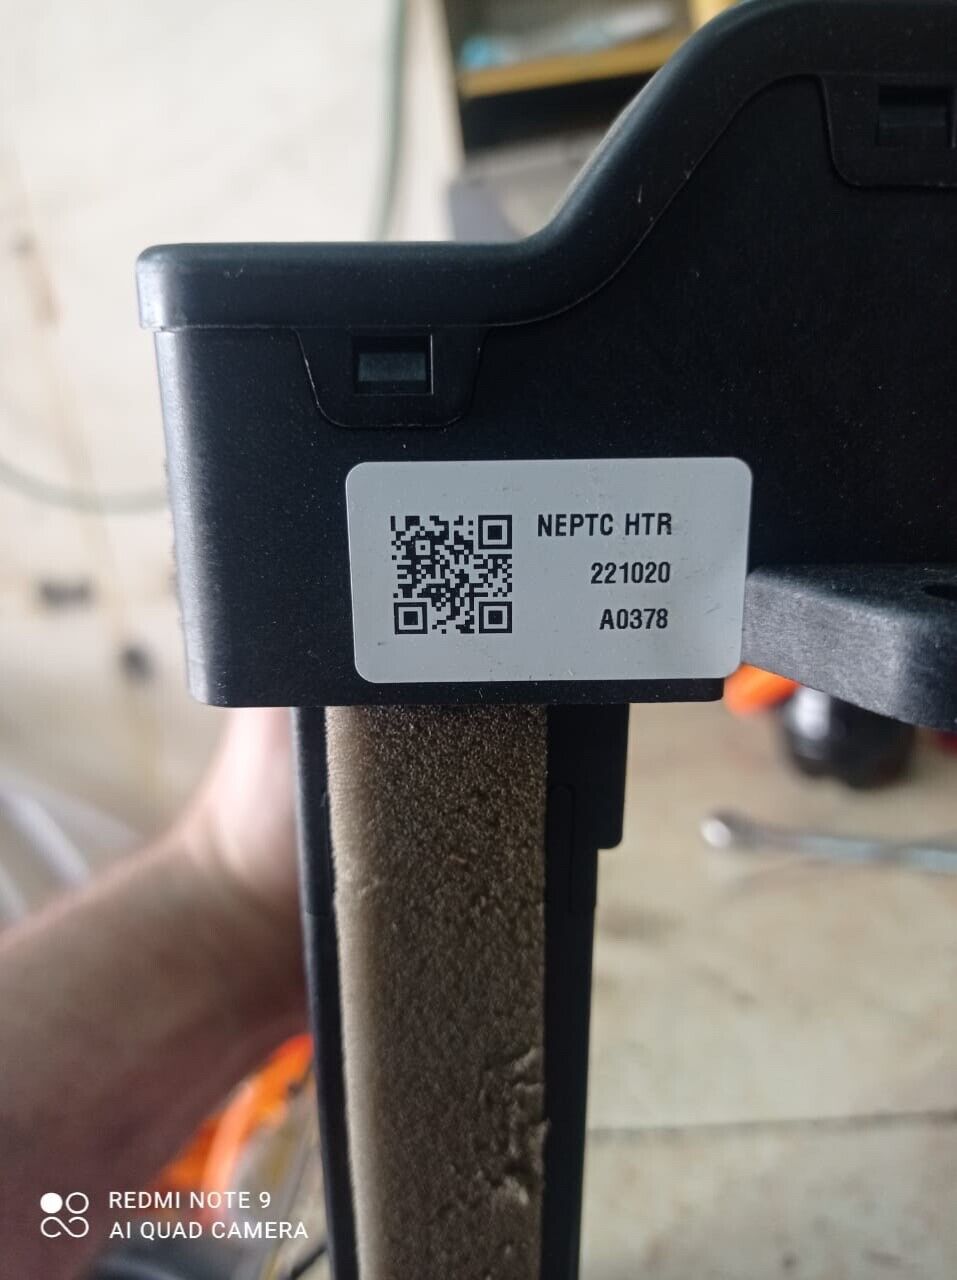 NEPTC HTR
221020
A0378
REDMI NOTE 9
AI QUAD CAMERA